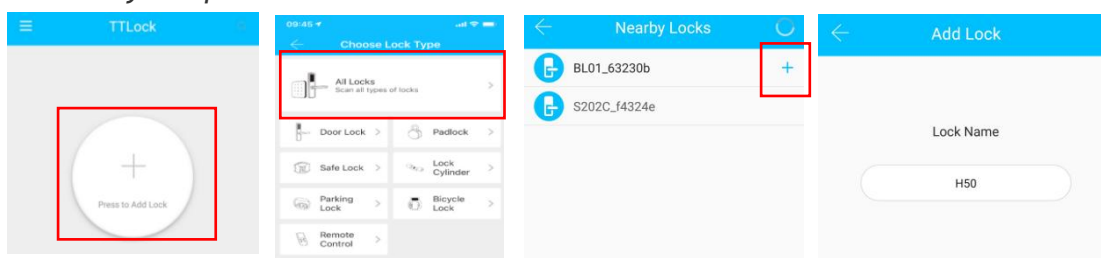 TTLock
Press to Add Lock
09:45
Choose Lock Type
All Locks
Scan all types of locks
Door Lock
Padlock
Safe Lock
Lock
Cylinder
Parking
Lock
Bicycle
Lock
Remote
Control
Nearby Locks
BL01_63230b
S202C_f4324e
Add Lock
Lock Name
H50